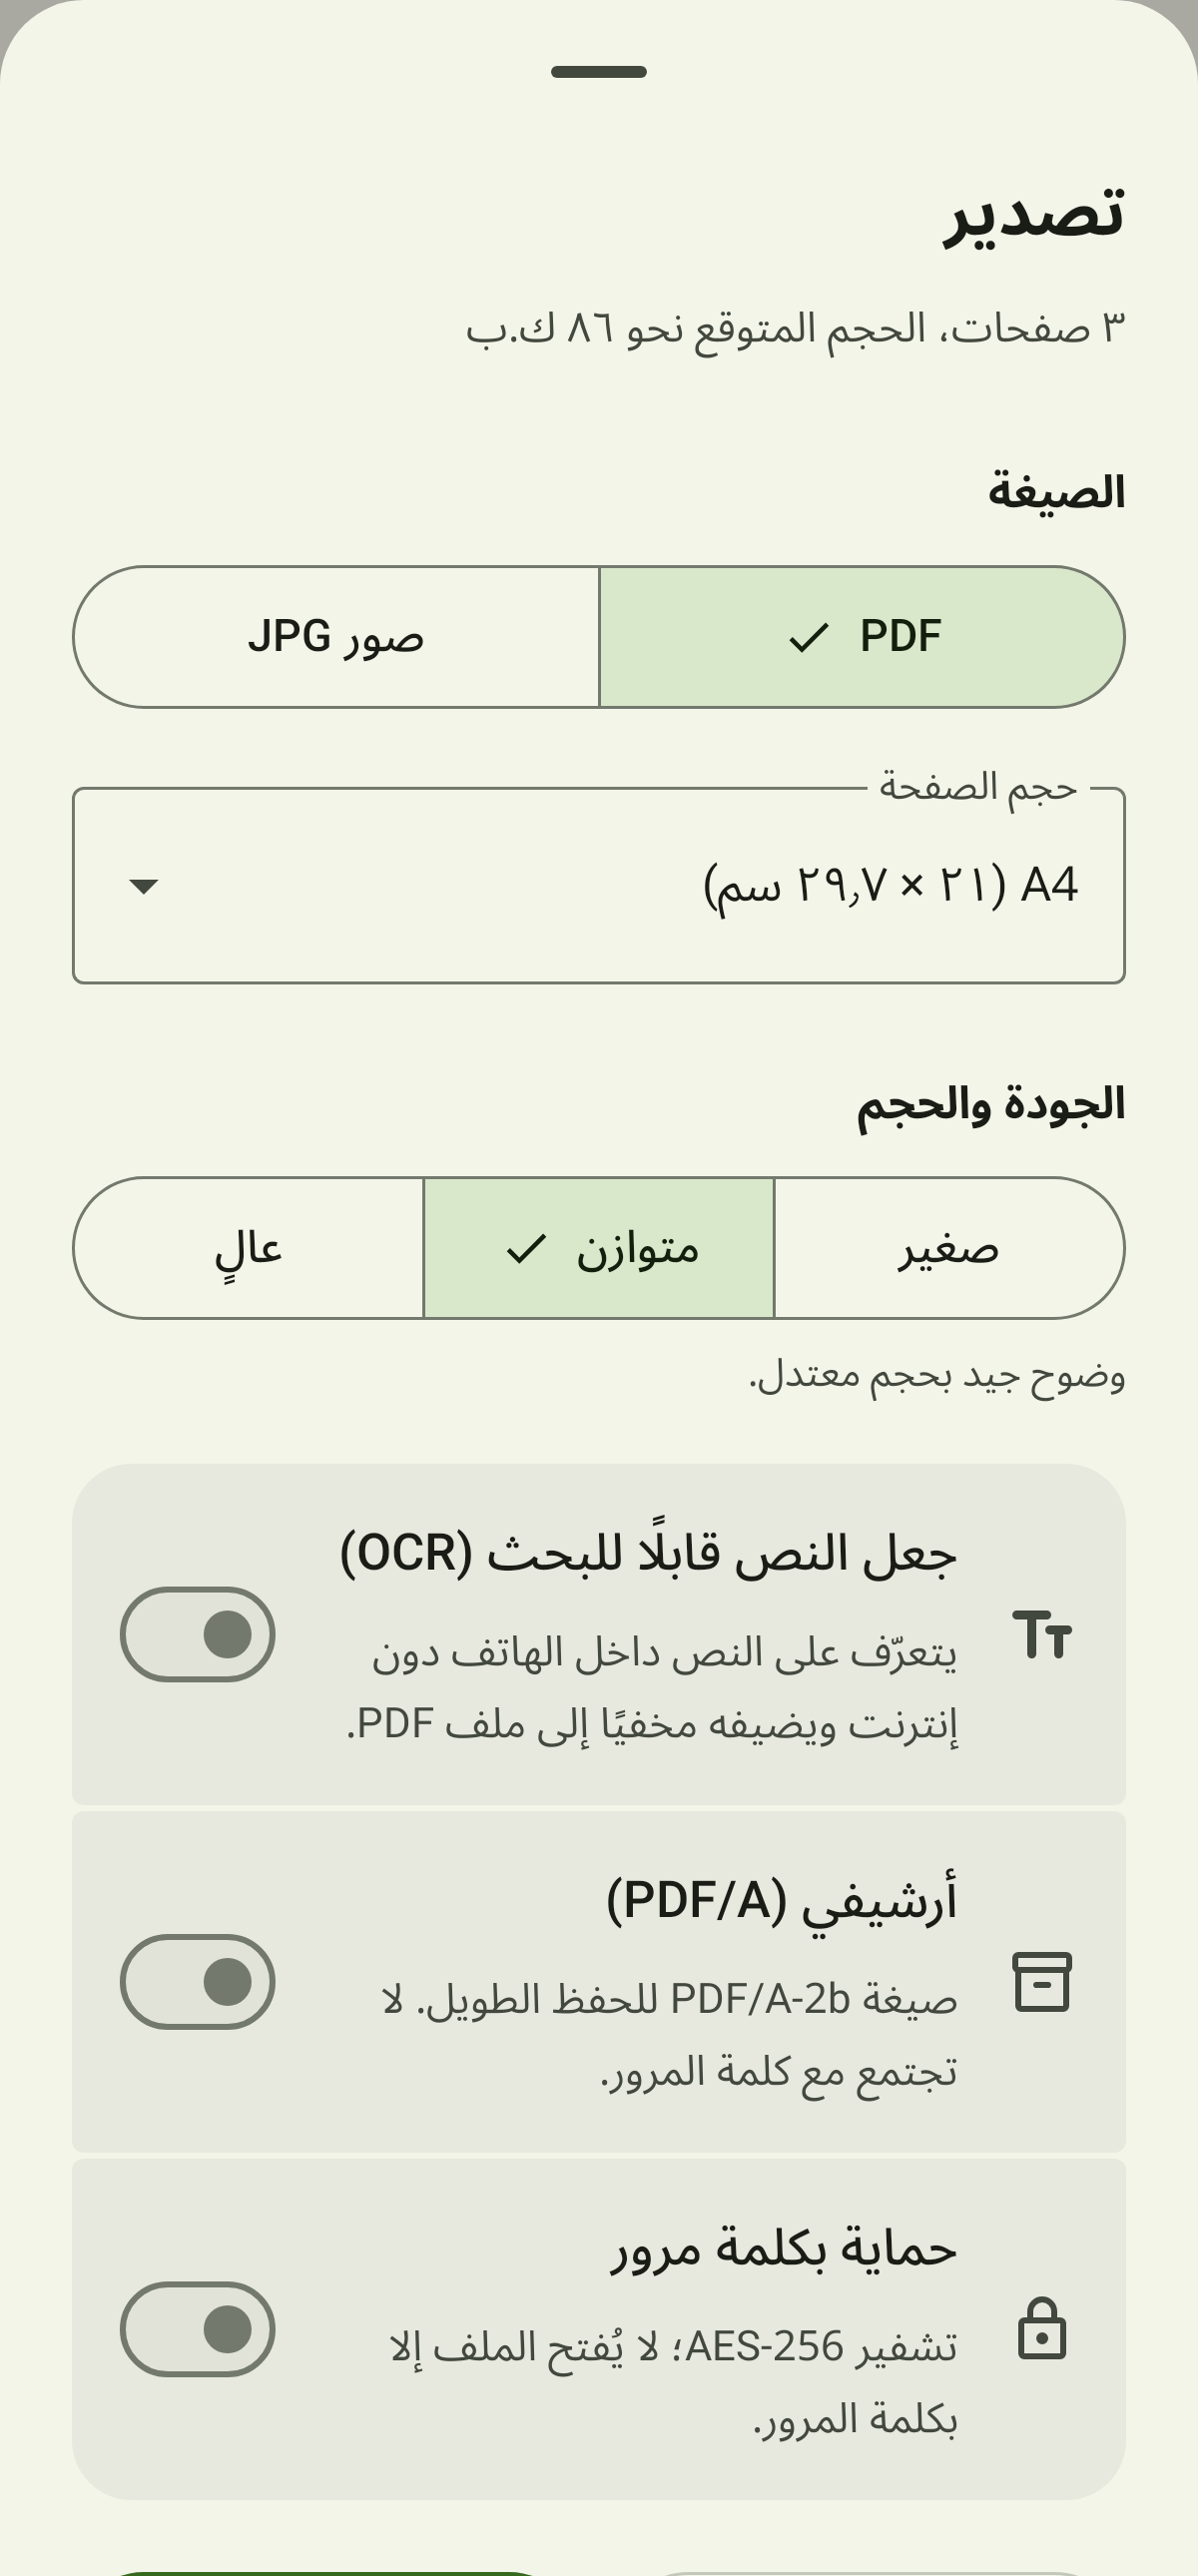 تصدير
٣ صفحات، الحجم المتوقع نحو ٨٦ ك.ب
الصيغة
PDF
صور JPG
حجم الصفحة
A4 (٢١ × ٢٩٫٧ سم)
الجودة والحجم
صغير
متوازن
عالٍ
وضوح جيد بحجم معتدل.
جعل النص قابلًا للبحث (OCR)
يتعرّف على النص داخل الهاتف دون
إنترنت ويضيفه مخفيًا إلى ملف PDF.
أرشيفي (PDF/A)
صيغة PDF/A-2b للحفظ الطويل. لا
تجتمع مع كلمة المرور.
حماية بكلمة مرور
تشفير AES-256؛ لا يُفتح الملف إلا
بكلمة المرور.